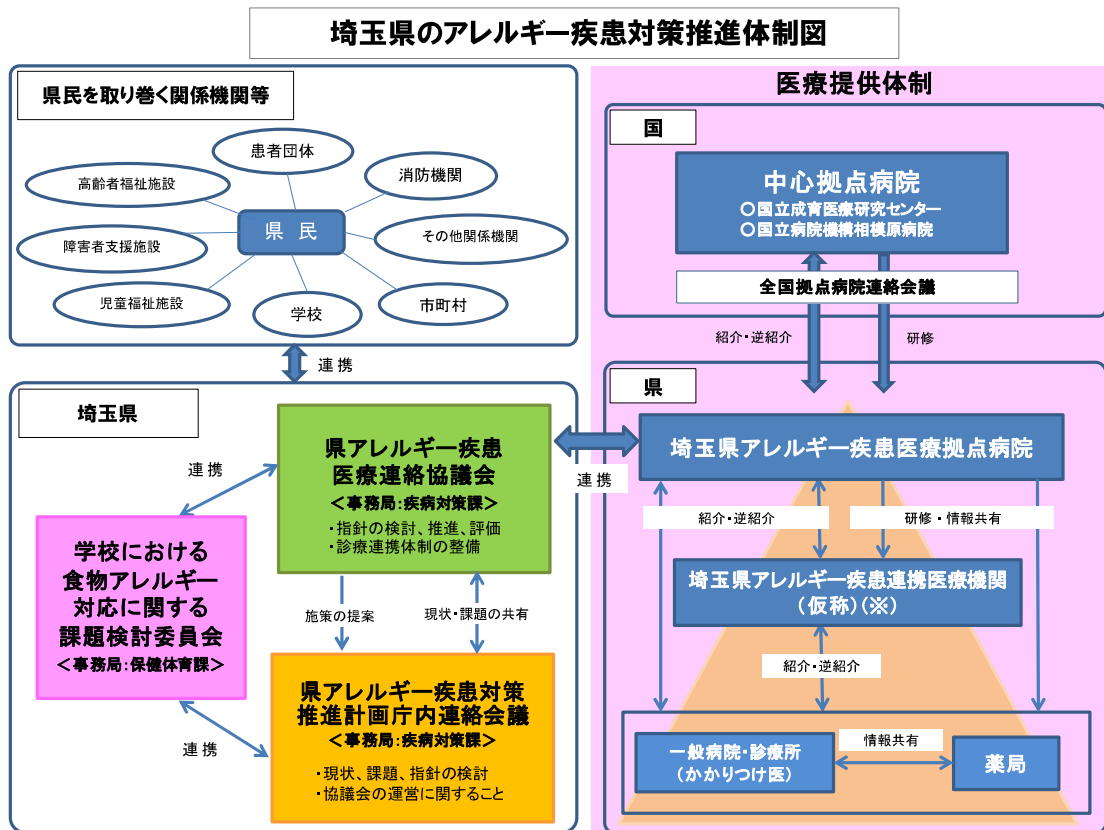 埼玉県のアレルギー疾患対策推進体制図
県民を取り巻く関係機関等
患者団体
消防機関
高齢者福祉施設
県 民
その他関係機関
障害者支援施設
児童福祉施設
学校
市町村
連 携
埼玉県
県アレルギー疾患
医療連絡協議会
＜事務局：疾病対策課＞
・指針の検討、推進、評価
・診療連携体制の整備
連 携
学校における
食物アレルギー
対応に関する
課題検討委員会
＜事務局：保健体育課＞
施策の提案
現状・課題の共有
連 携
県アレルギー疾患対策
推進計画庁内連絡会議
＜事務局：疾病対策課＞
・現状、課題、指針の検討
・協議会の運営に関すること
連 携
医療提供体制
国
中心拠点病院
○国立成育医療研究センター
○国立病院機構相模原病院
全国拠点病院連絡会議
紹介・逆紹介
研修
県
埼玉県アレルギー疾患医療拠点病院
紹介・逆紹介
研修・情報共有
埼玉県アレルギー疾患連携医療機関
（仮称）（※）
紹介・逆紹介
一般病院・診療所
（かかりつけ医）
情報共有
薬局